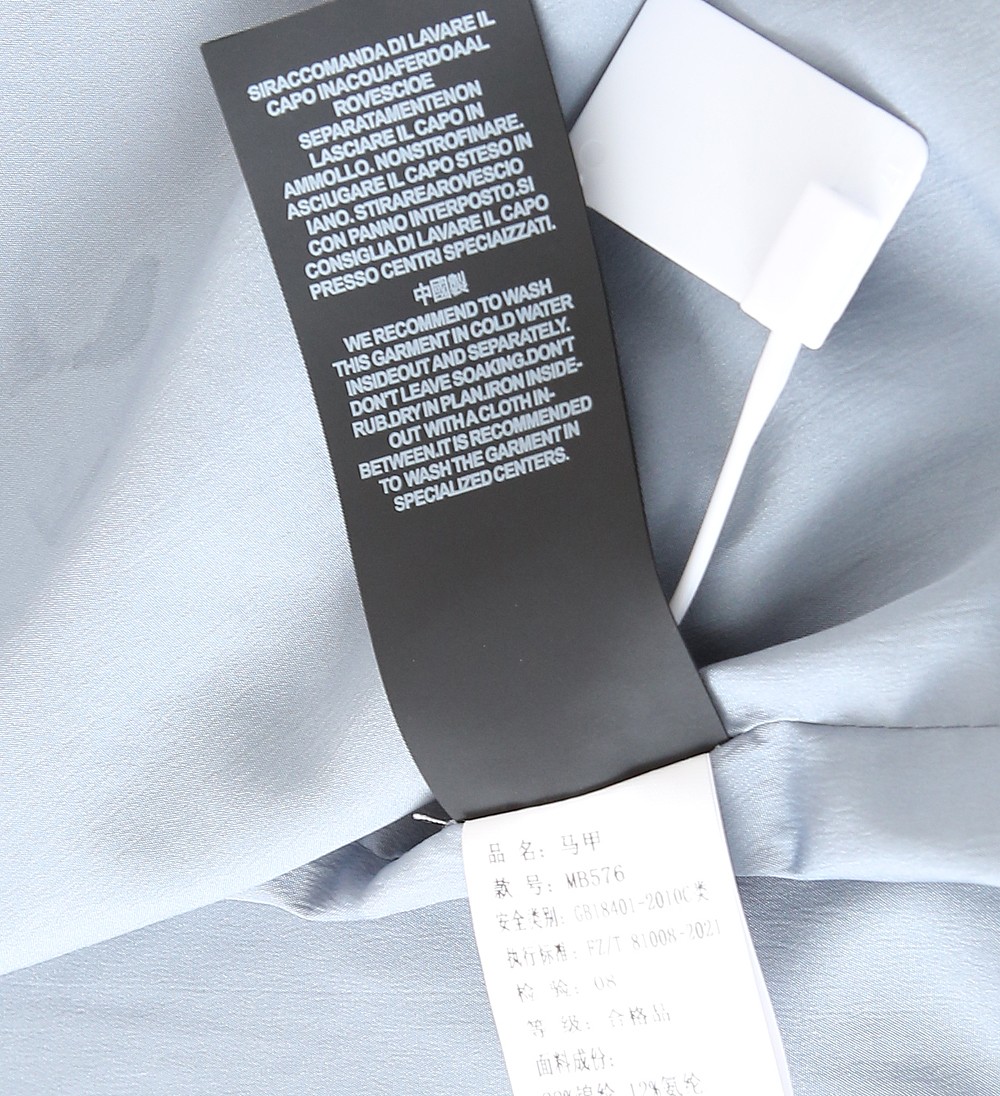 SIRACCOMANDA DI LAVARE IL
CAPO INACOUAFERDOAAL
ROVESCIOE
SEPARATAMENTENON
LASCIARE IL CAPO IN
AMMOLLO. NONSTROFINARE.
ASCIUGARE IL CAPO STESO IN
IANO. STIRAREAROVESCIO
CON PANNO INTERPOSTO.SI
CONSIGLIA DI LAVARE IL CAPO
PRESSO CENTRI SPECIAIZZATI.
中國製
WE RECOMMEND TO WASH
THIS GARMENT IN COLD WATER
INSIDEOUT AND SEPARATELY.
DON'T LEAVE SOAKING.DON'T
RUB.DRY IN PLAN.IRON INSIDE-
OUT WITH A CLOTH IN-
BETWEEN.IT IS RECOMMENDED
TO WASH THE GARMENT IN
SPECIALIZED CENTERS.
品 名: 马甲
款 号: MB576
安全类别: GB18401-2010C类
执行标准: FZ/T 81008-2021
检 验: 08
等 级: 合格品
面料成份:
12%氨纶